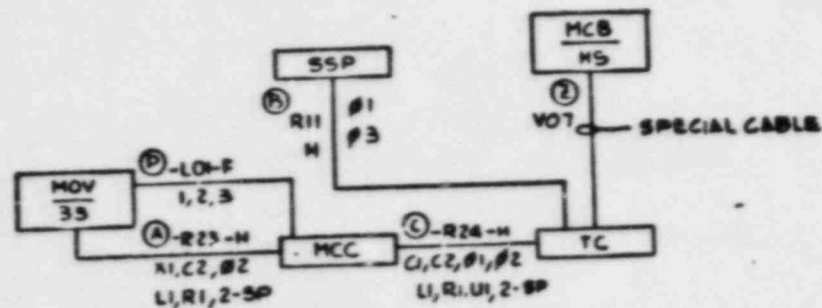 SSP
MCB
HS
Ⓑ
R11
H
Ø1
Ø3
②
V07
SPECIAL CABLE
MOV
33
Ⓟ-L01-F
1, 2, 3
Ⓐ-R23-H
X1, C2, Ø2
L1, R1, 2-SP
MCC
Ⓒ-R24-H
C1, C2, Ø1, Ø2
L1, R1, U1, 2-SP
TC